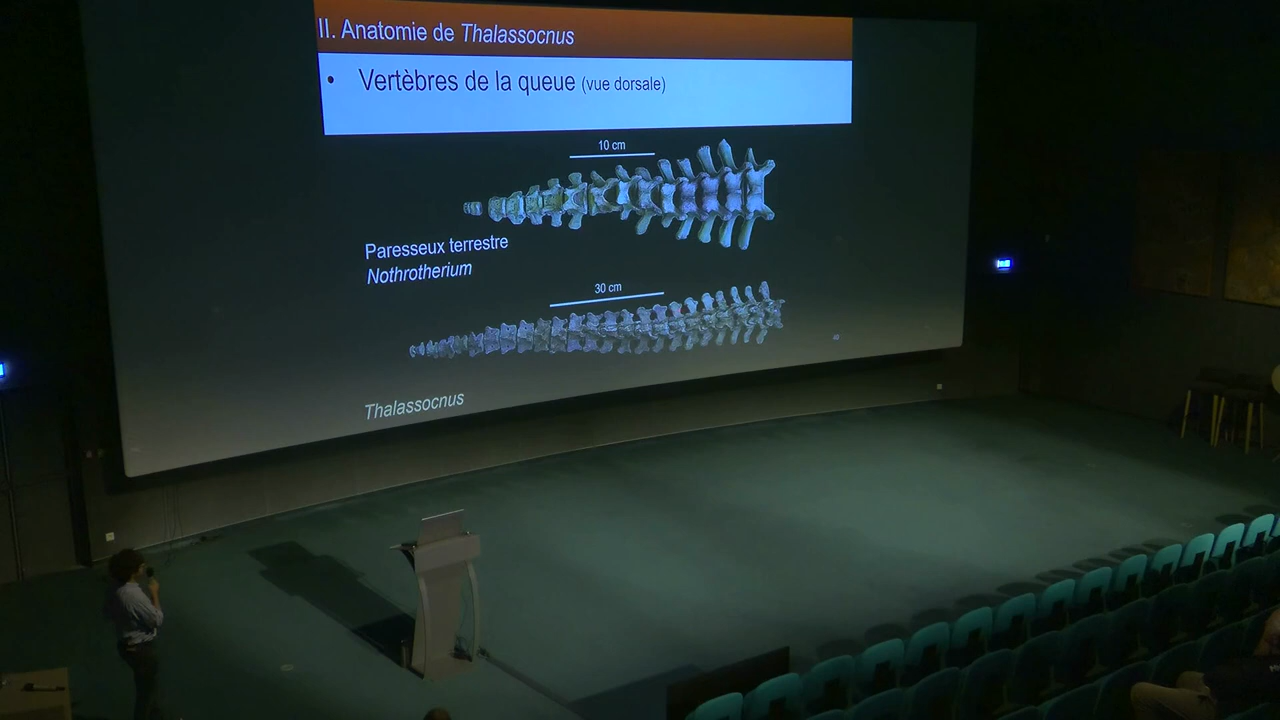 II. Anatomie de Thalassocnus
• Vertèbres de la queue (vue dorsale)
10 cm
Paresseux terrestre
Nothrotherium
30 cm
Thalassocnus